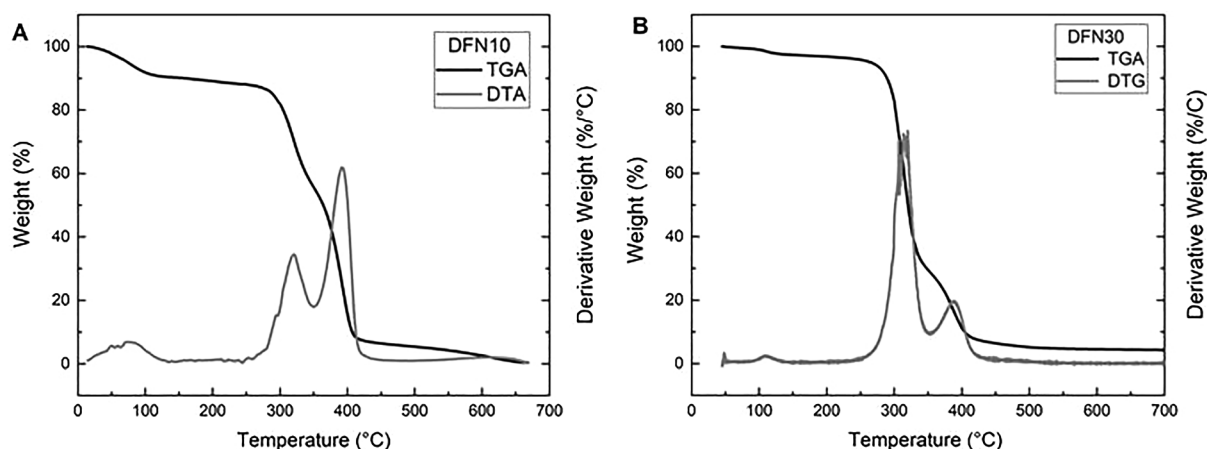 A
DFN10
TGA
DTA
100
80
60
40
20
0
Weight (%)
Derivative Weight (%/°C)
0 100 200 300 400 500 600 700
Temperature (°C)
B
DFN30
TGA
DTG
100
80
60
40
20
0
Weight (%)
Derivative Weight (%/C)
0 100 200 300 400 500 600 700
Temperature (°C)